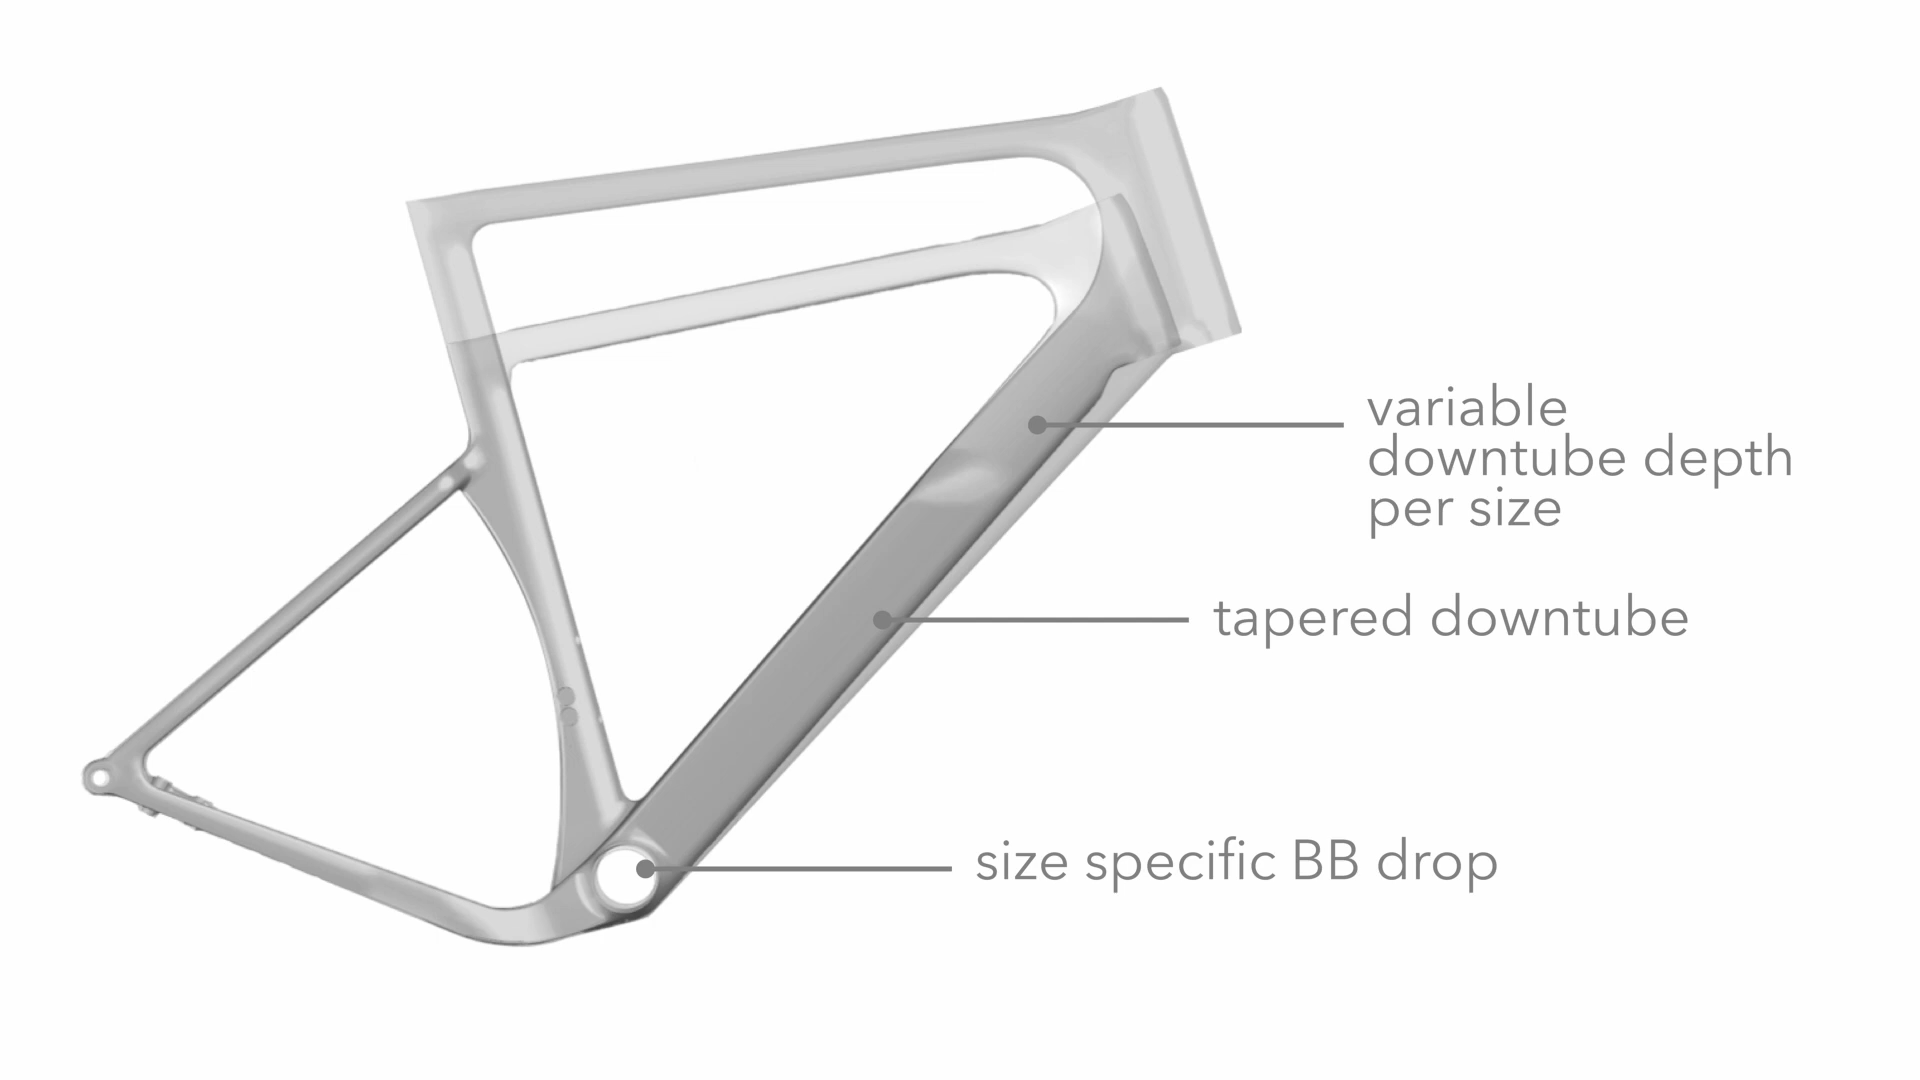 variable
downtube depth
per size
tapered downtube
size specific BB drop